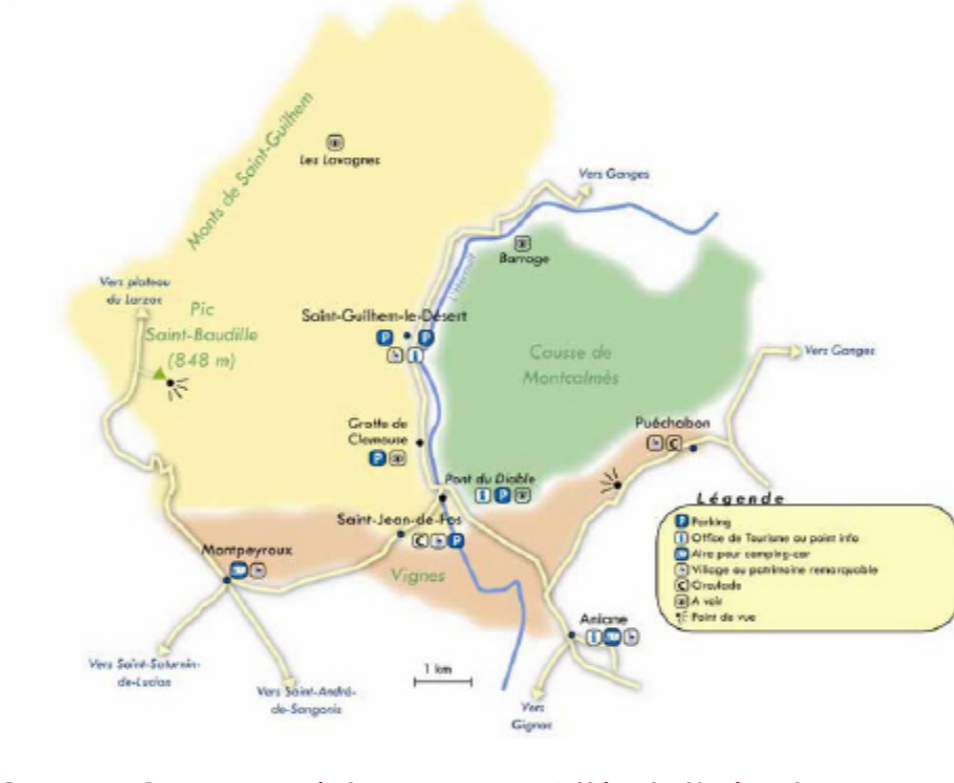 Monts de Saint-Guilhem
Les Lavagnes
Vers Ganges
Barrage
L'Hérault
Vers plateau
du Larzac
Pic
Saint-Baudille
(848 m)
Saint-Guilhem-le-Désert
P
P
i
Causse de
Montcalmès
Vers Ganges
Grotte de
Clamouse
P
Puéchabon
C
Pont du Diable
i P
Saint-Jean-de-Fos
C P
Montpeyroux
Vignes
Légende
P Parking
i Office de Tourisme ou point info
Aire pour camping-car
Village au patrimoine remarquable
C Circulade
A voir
Point de vue
Aniane
i
1 km
Vers Saint-Saturnin-
de-Lucian
Vers Saint-André-
de-Sangonis
Vers
Gignac